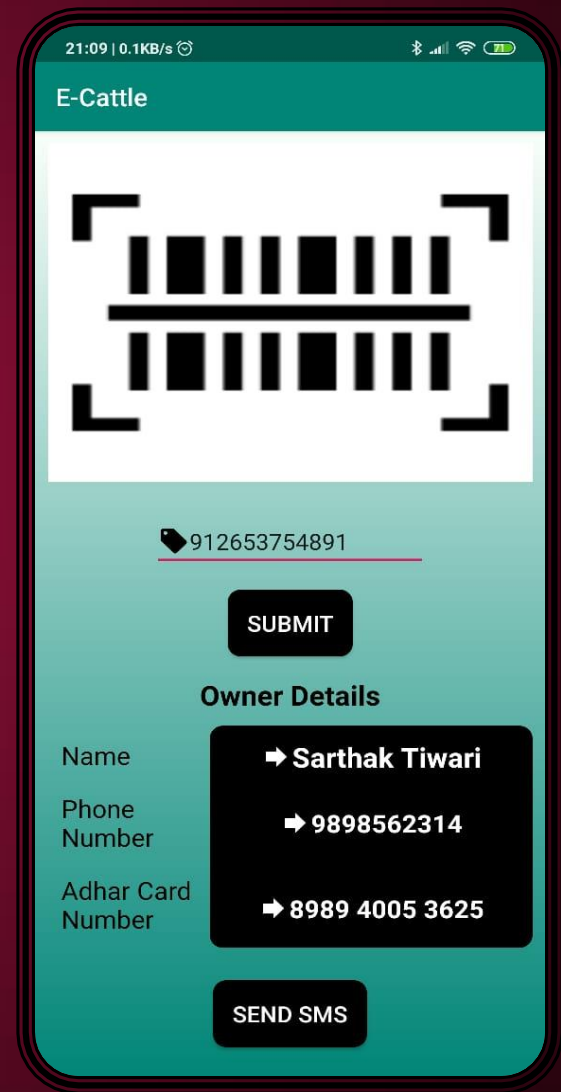 21:09 | 0.1KB/s
71
E-Cattle
912653754891
SUBMIT
Owner Details
Name
Sarthak Tiwari
Phone
Number
9898562314
Adhar Card
Number
8989 4005 3625
SEND SMS